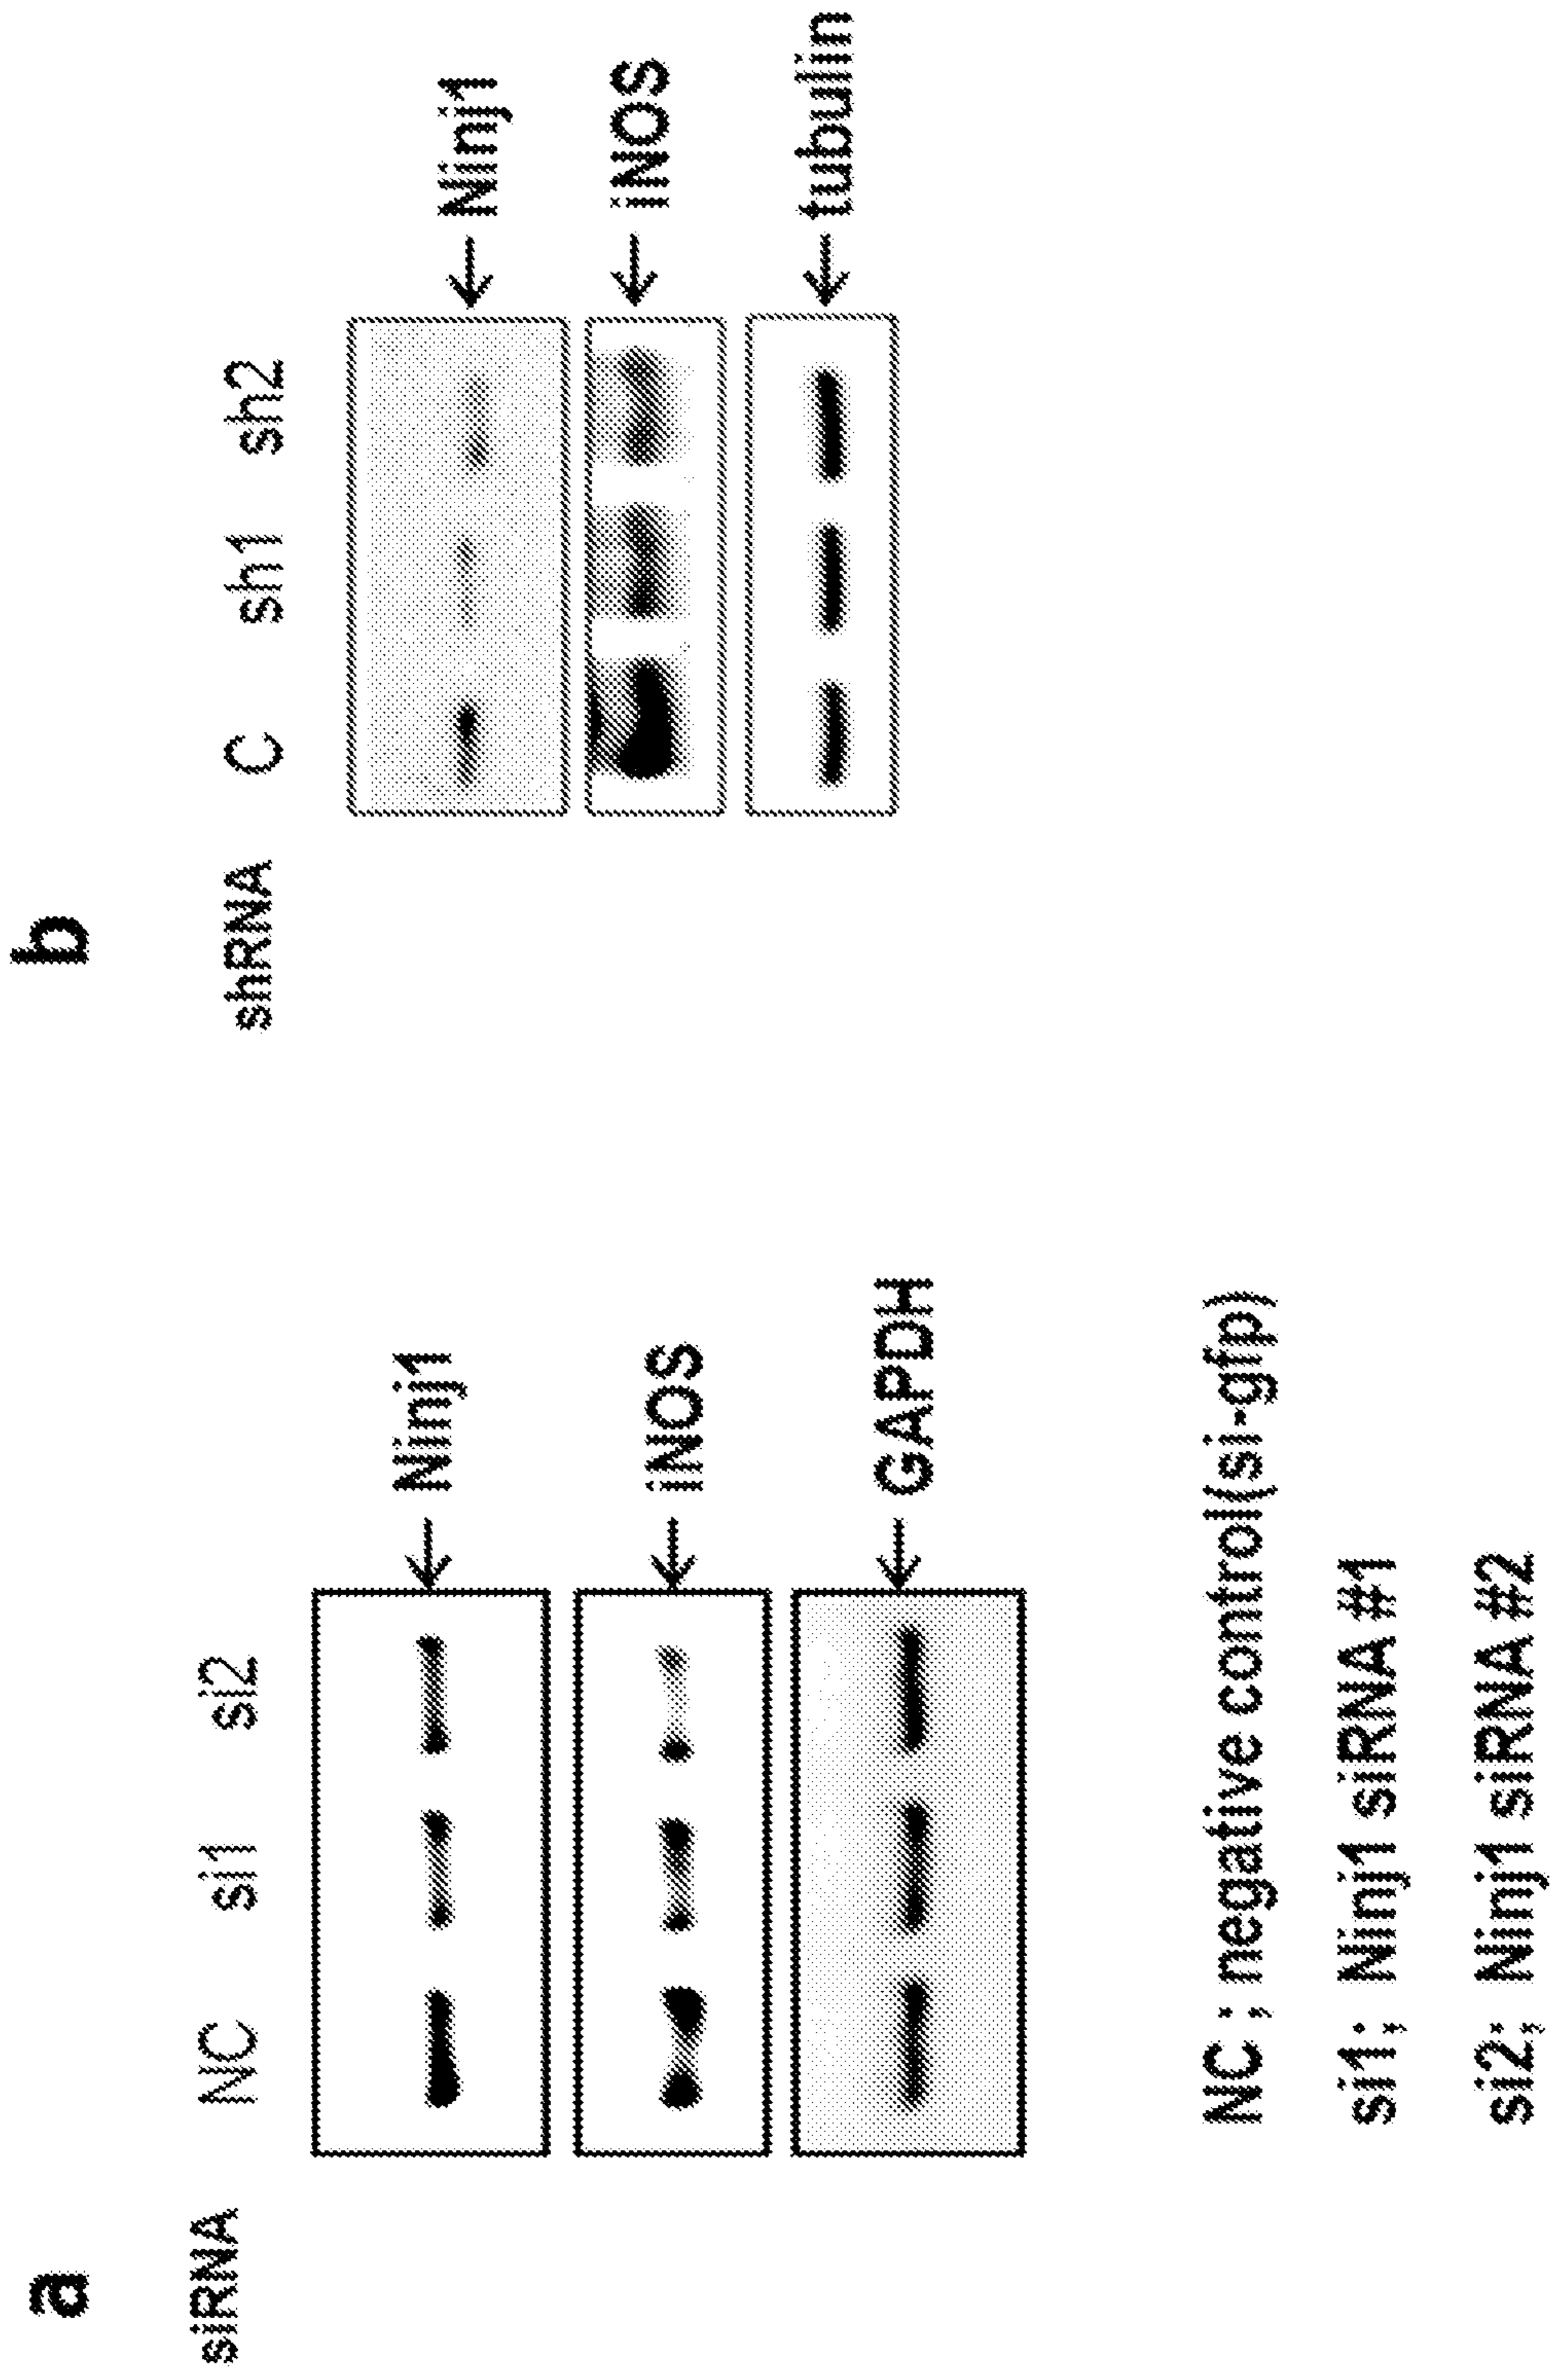 a
siRNA NC si1 si2
Ninj1
iNOS
GAPDH
NC ; negative control(si-gfp)
si1; Ninj1 siRNA #1
si2; Ninj1 siRNA #2
b
shRNA C sh1 sh2
Ninj1
iNOS
tubulin